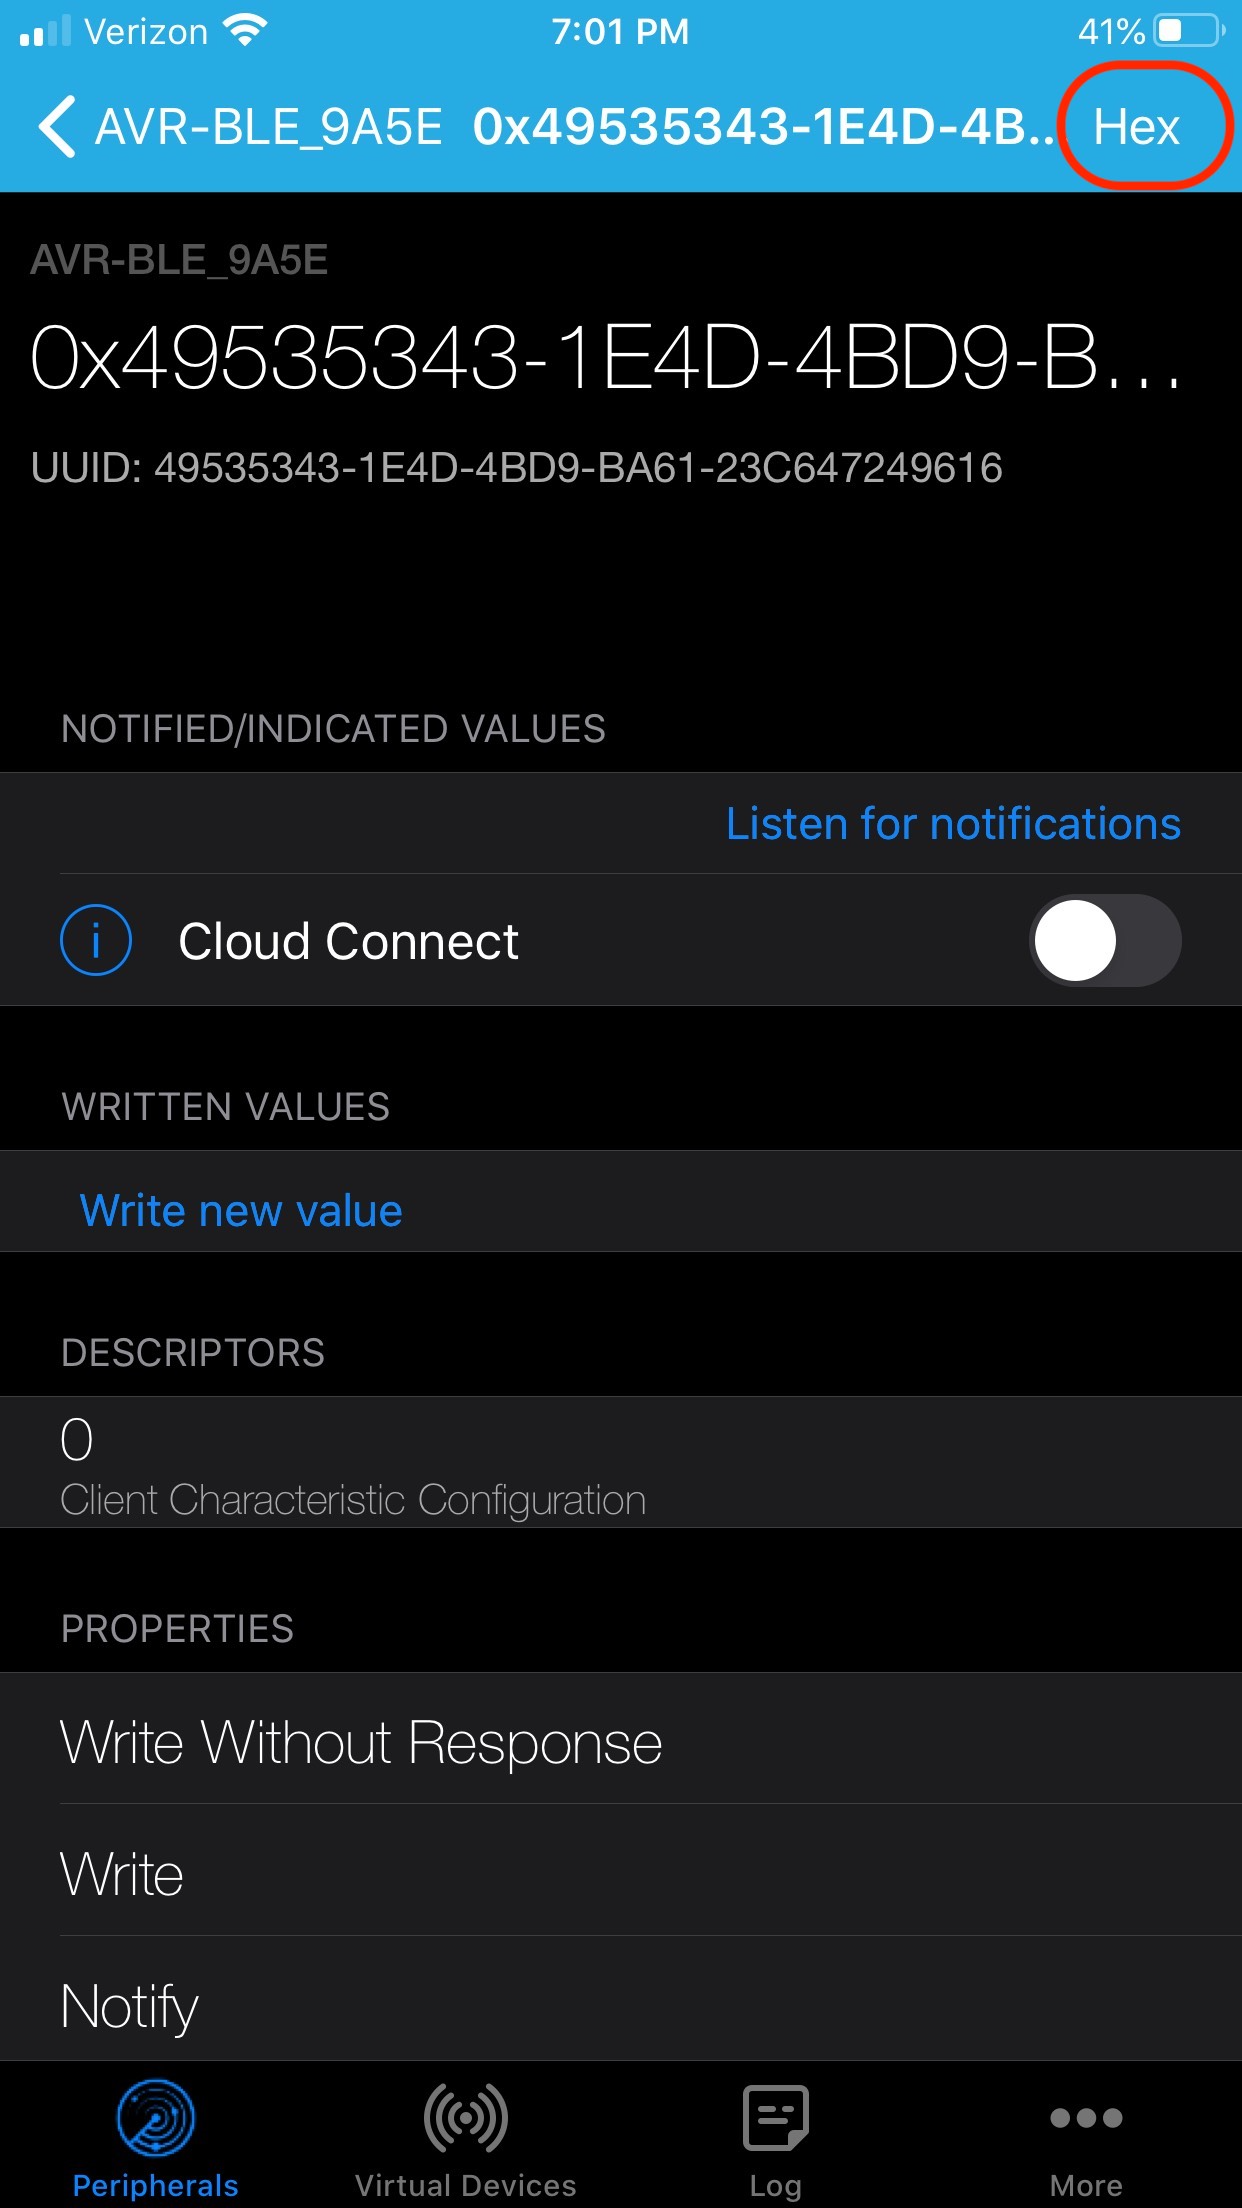 Verizon 7:01 PM 41%
AVR-BLE_9A5E 0x49535343-1E4D-4B.. Hex
AVR-BLE_9A5E
0x49535343-1E4D-4BD9-B...
UUID: 49535343-1E4D-4BD9-BA61-23C647249616
NOTIFIED/INDICATED VALUES
Listen for notifications
i Cloud Connect
WRITTEN VALUES
Write new value
DESCRIPTORS
0
Client Characteristic Configuration
PROPERTIES
Write Without Response
Write
Notify
Peripherals Virtual Devices Log More